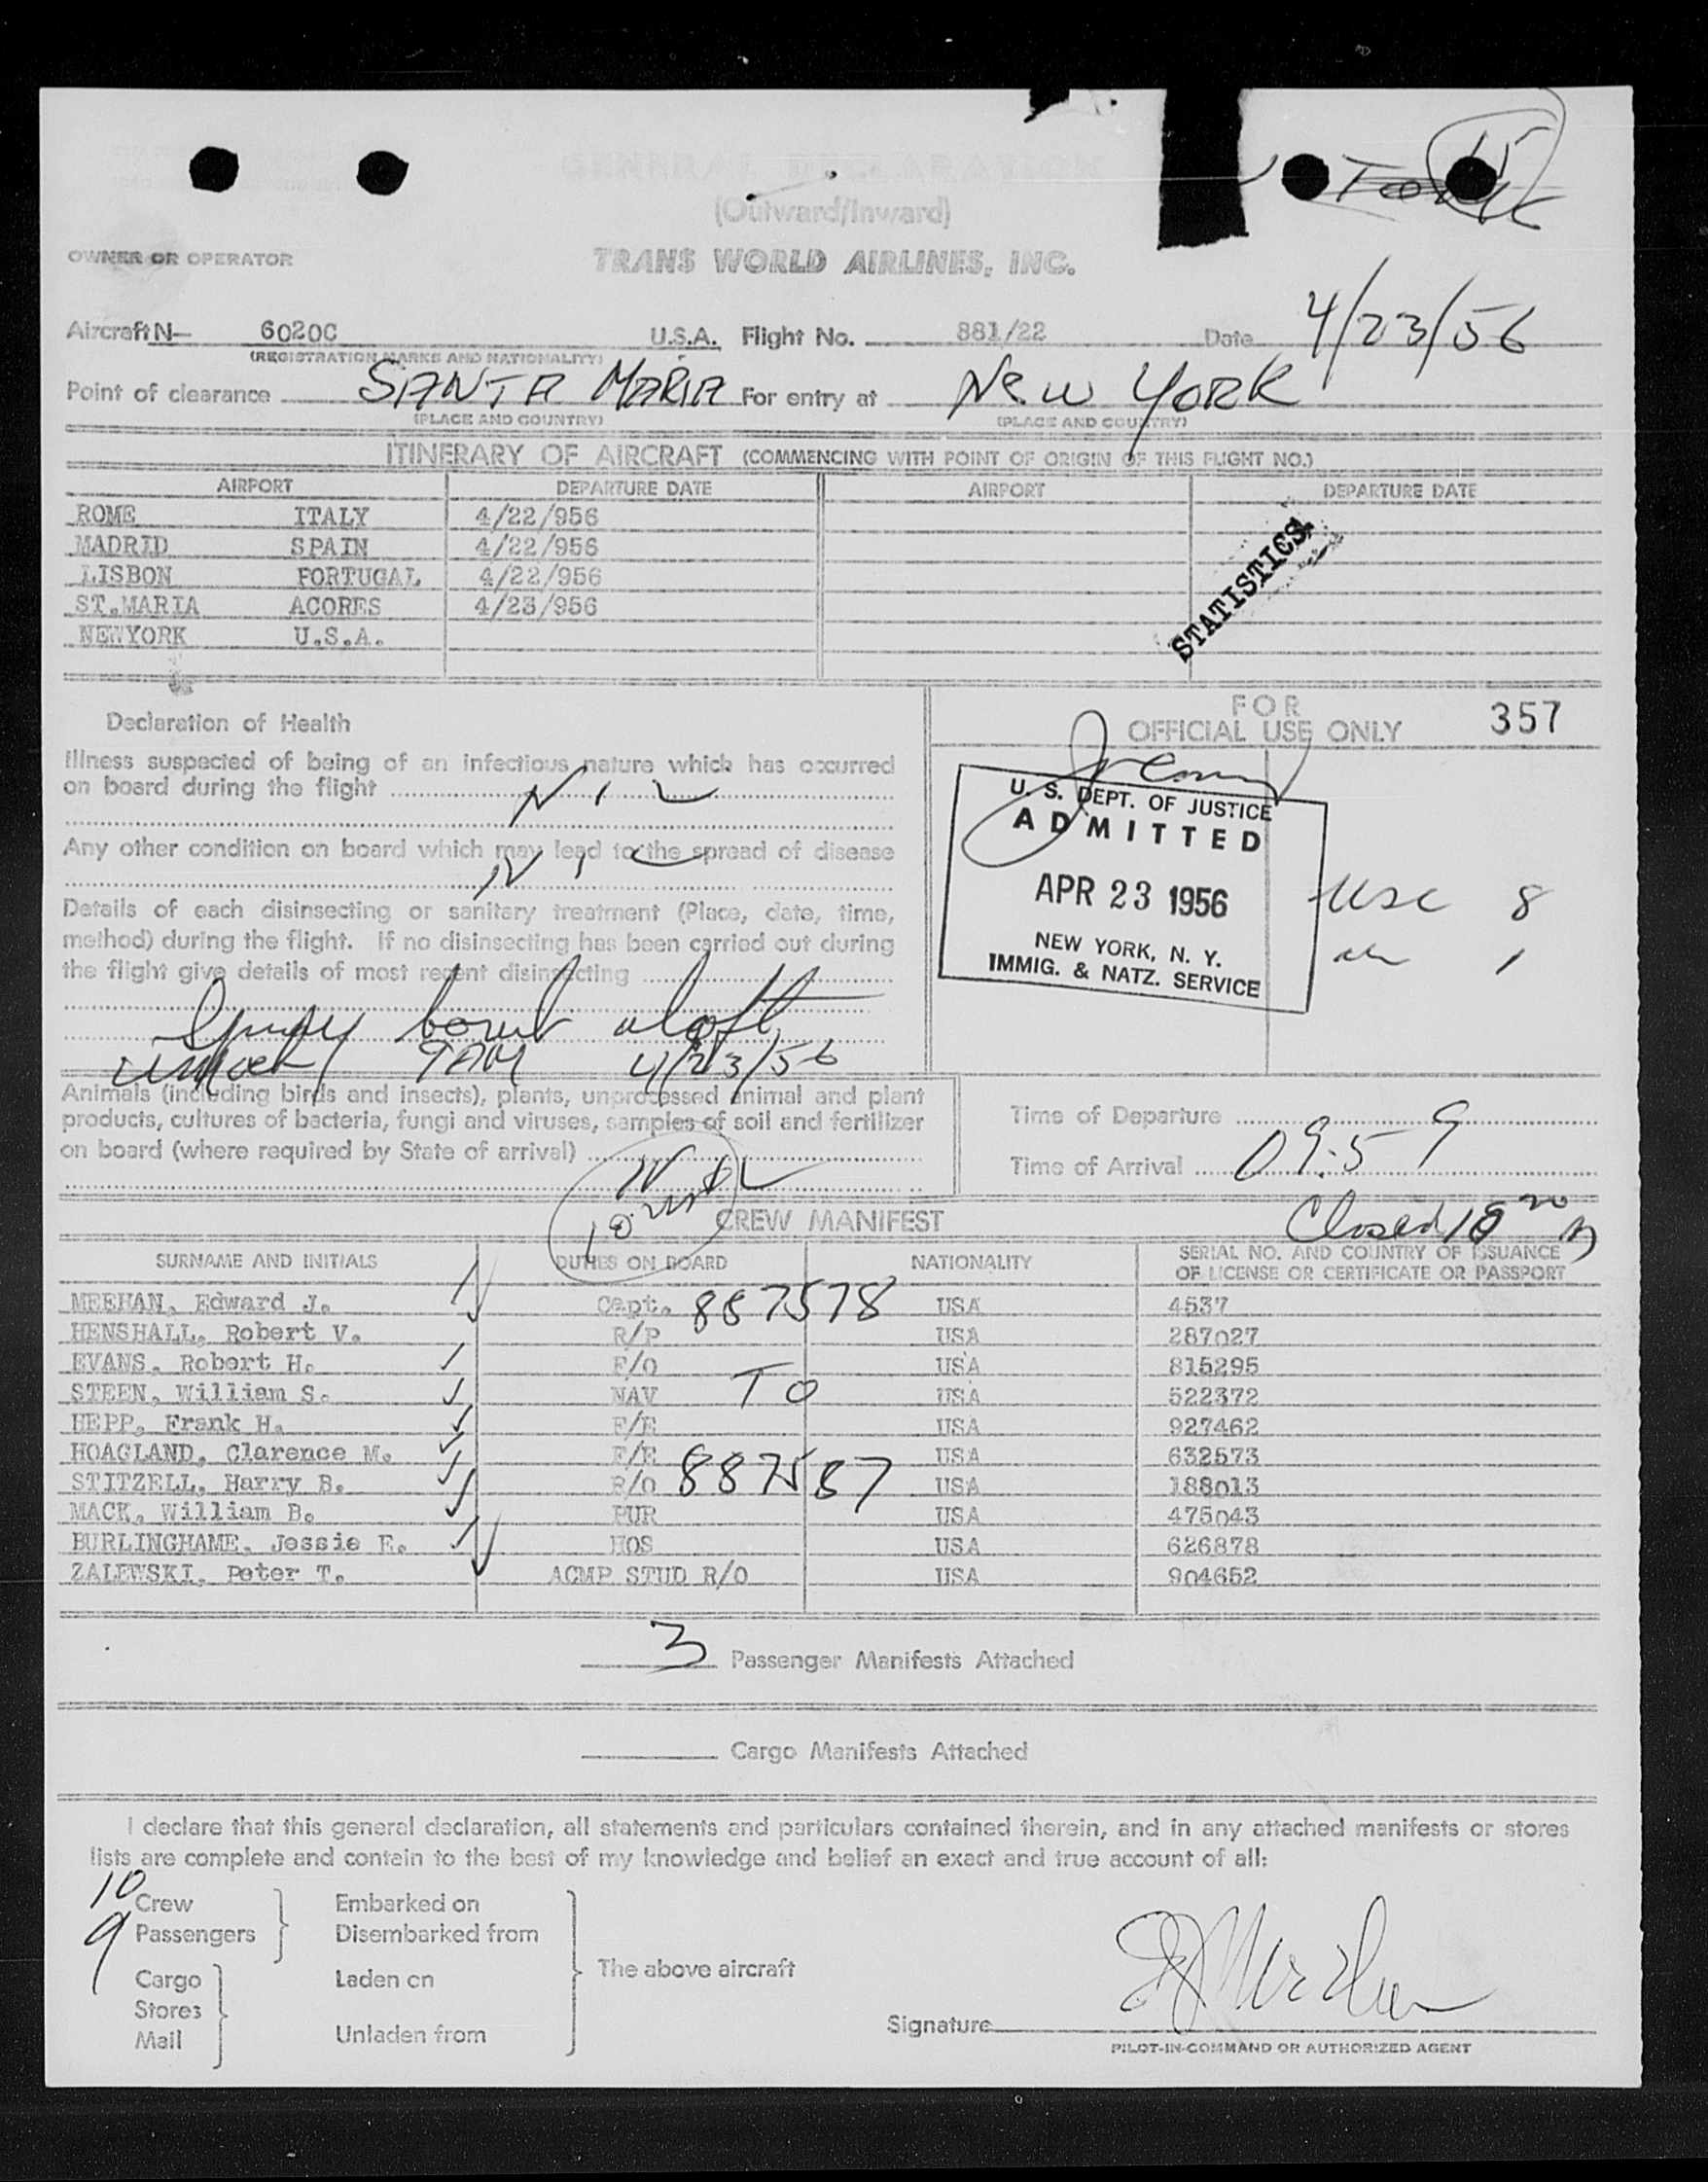 GENERAL DECLARATION
(Outward/Inward)
15
OWNER OR OPERATOR TRANS WORLD AIRLINES, INC.
Aircraft N- 6020C U.S.A. Flight No. 881/22 Date 4/23/56
(REGISTRATION MARKS AND NATIONALITY)
Point of clearance SANTA MARIA For entry at New York
(PLACE AND COUNTRY) (PLACE AND COUNTRY)
ITINERARY OF AIRCRAFT (COMMENCING WITH POINT OF ORIGIN OF THIS FLIGHT NO.)
AIRPORT DEPARTURE DATE AIRPORT DEPARTURE DATE
ROME ITALY 4/22/956
MADRID SPAIN 4/22/956
LISBON PORTUGAL 4/22/956
ST.MARIA ACORES 4/23/956
NEWYORK U.S.A.
STATISTICS
Declaration of Health
Illness suspected of being of an infectious nature which has occurred
on board during the flight NIL
Any other condition on board which may lead to the spread of disease
NIL
Details of each disinsecting or sanitary treatment (Place, date, time,
method) during the flight. If no disinsecting has been carried out during
the flight give details of most recent disinsecting
bomb aloft
4/23/56
FOR
OFFICIAL USE ONLY 357
U. S. DEPT. OF JUSTICE
ADMITTED
APR 23 1956
NEW YORK, N. Y.
IMMIG. & NATZ. SERVICE
USC 8
1
Animals (including birds and insects), plants, unprocessed animal and plant
products, cultures of bacteria, fungi and viruses, samples of soil and fertilizer
on board (where required by State of arrival) NIL
Time of Departure
Time of Arrival 09:59
Closed 10 20
CREW MANIFEST
SURNAME AND INITIALS DUTIES ON BOARD NATIONALITY SERIAL NO. AND COUNTRY OF ISSUANCE
OF LICENSE OR CERTIFICATE OR PASSPORT
MEEHAN, Edward J. Capt. 887578 USA 4537
HENSHALL, Robert V. R/P USA 287027
EVANS, Robert H. F/O USA 815295
STEEN, William S. NAV TO USA 522372
HEPP, Frank H. F/E USA 927462
HOAGLAND, Clarence M. F/E USA 632573
STITZELL, Harry B. R/O 887587 USA 188013
MACK, William B. PUR USA 475043
BURLINGHAME, Jessie F. HOS USA 626878
ZALEWSKI, Peter T. ACMP STUD R/O USA 904652
3 Passenger Manifests Attached
Cargo Manifests Attached
I declare that this general declaration, all statements and particulars contained therein, and in any attached manifests or stores
lists are complete and contain to the best of my knowledge and belief an exact and true account of all:
10 Crew Embarked on
9 Passengers Disembarked from
The above aircraft
Cargo Laden on
Stores
Mail Unladen from
Signature
PILOT-IN-COMMAND OR AUTHORIZED AGENT